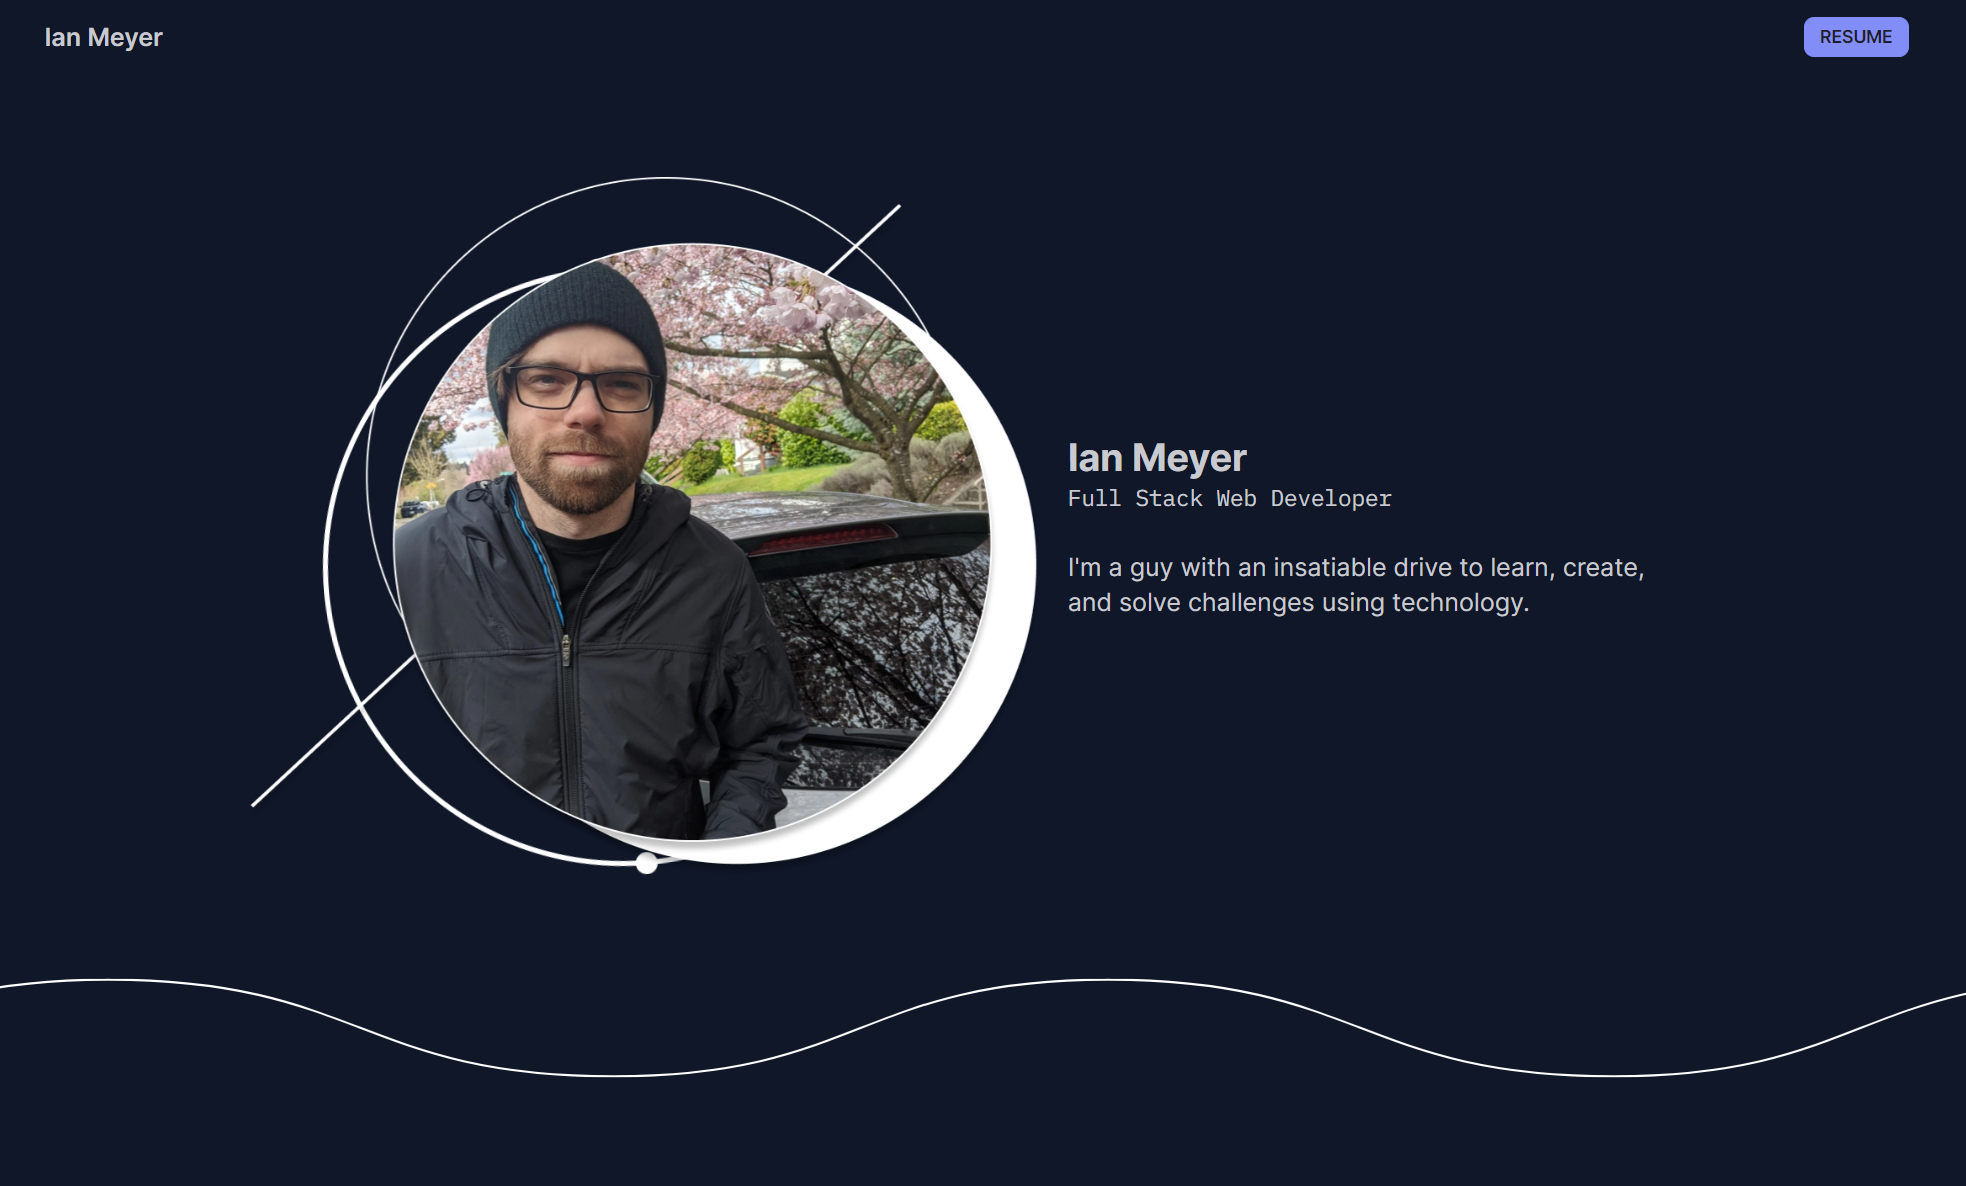 Ian Meyer
RESUME
Ian Meyer
Full Stack Web Developer
I'm a guy with an insatiable drive to learn, create,
and solve challenges using technology.